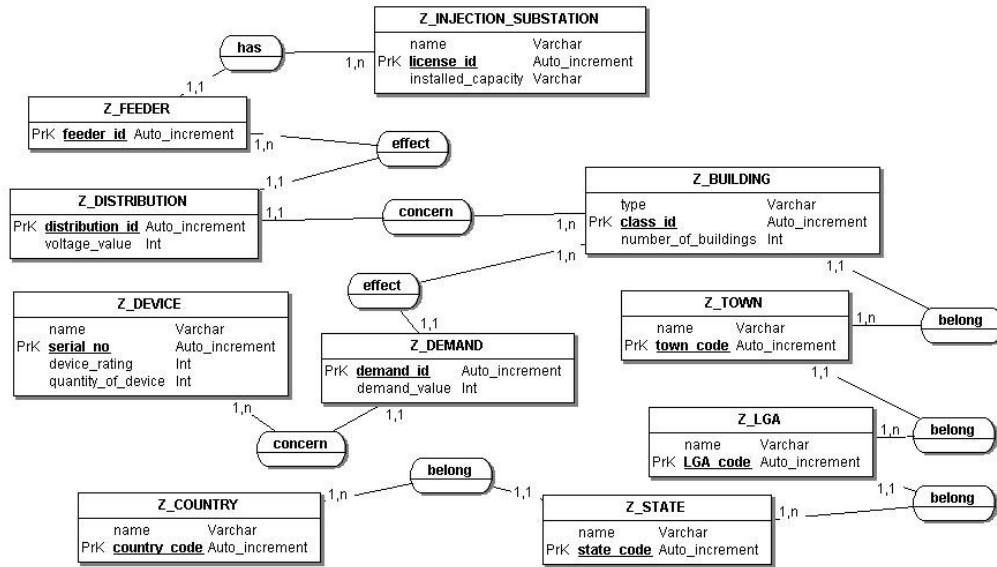 Z_INJECTION_SUBSTATION
name Varchar
PrK license_id Auto_increment
installed_capacity Varchar
has
1,n
1,1
Z_FEEDER
PrK feeder_id Auto_increment
1,n
effect
1,1
Z_DISTRIBUTION
PrK distribution_id Auto_increment
voltage_value Int
1,1
concern
1,n
Z_BUILDING
type Varchar
PrK class_id Auto_increment
number_of_buildings Int
1,n
effect
1,1
1,1
Z_DEVICE
name Varchar
PrK serial_no Auto_increment
device_rating Int
quantity_of_device Int
1,n
Z_DEMAND
PrK demand_id Auto_increment
demand_value Int
1,1
concern
Z_TOWN
name Varchar
PrK town_code Auto_increment
1,n
belong
1,1
Z_LGA
name Varchar
PrK LGA_code Auto_increment
1,n
belong
1,1
belong
1,n
Z_COUNTRY
name Varchar
PrK country_code Auto_increment
1,n
belong
1,1
Z_STATE
name Varchar
PrK state_code Auto_increment